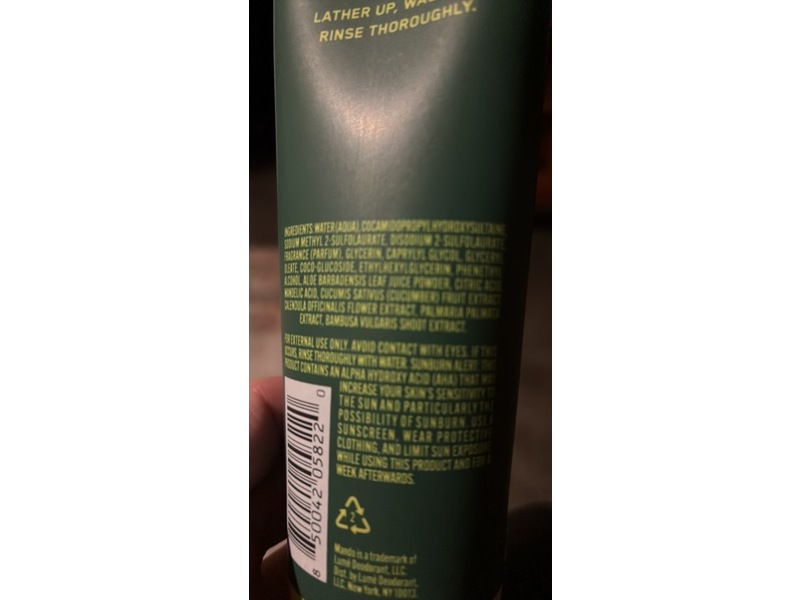 LATHER UP,
RINSE THOROUGHLY.
INGREDIENTS: WATER (AQUA), COCAMIDOPROPYL HYDROXYSULTAINE,
SODIUM METHYL 2-SULFOLAURATE, DISODIUM 2-SULFOLAURATE,
FRAGRANCE (PARFUM), GLYCERIN, CAPRYLYL GLYCOL, GLYCERYL
OLEATE, COCO-GLUCOSIDE, ETHYLHEXYLGLYCERIN, PHENETHYL
ALCOHOL, ALOE BARBADENSIS LEAF JUICE POWDER, CITRIC ACID,
MANDELIC ACID, CUCUMIS SATIVUS (CUCUMBER) FRUIT EXTRACT,
CALENDULA OFFICINALIS FLOWER EXTRACT, PALMARIA PALMATA
EXTRACT, BAMBUSA VULGARIS SHOOT EXTRACT.
FOR EXTERNAL USE ONLY. AVOID CONTACT WITH EYES. IF THIS
OCCURS, RINSE THOROUGHLY WITH WATER. SUNBURN ALERT: THIS
PRODUCT CONTAINS AN ALPHA HYDROXY ACID (AHA) THAT MAY
INCREASE YOUR SKIN'S SENSITIVITY TO
THE SUN AND PARTICULARLY THE
POSSIBILITY OF SUNBURN. USE A
SUNSCREEN, WEAR PROTECTIVE
CLOTHING, AND LIMIT SUN EXPOSURE
WHILE USING THIS PRODUCT AND FOR A
WEEK AFTERWARDS.
8 50042 05822 0
2
Mando is a trademark of
Lumē Deodorant, LLC.
Dist. by Lumē Deodorant,
LLC. New York, NY 10013.